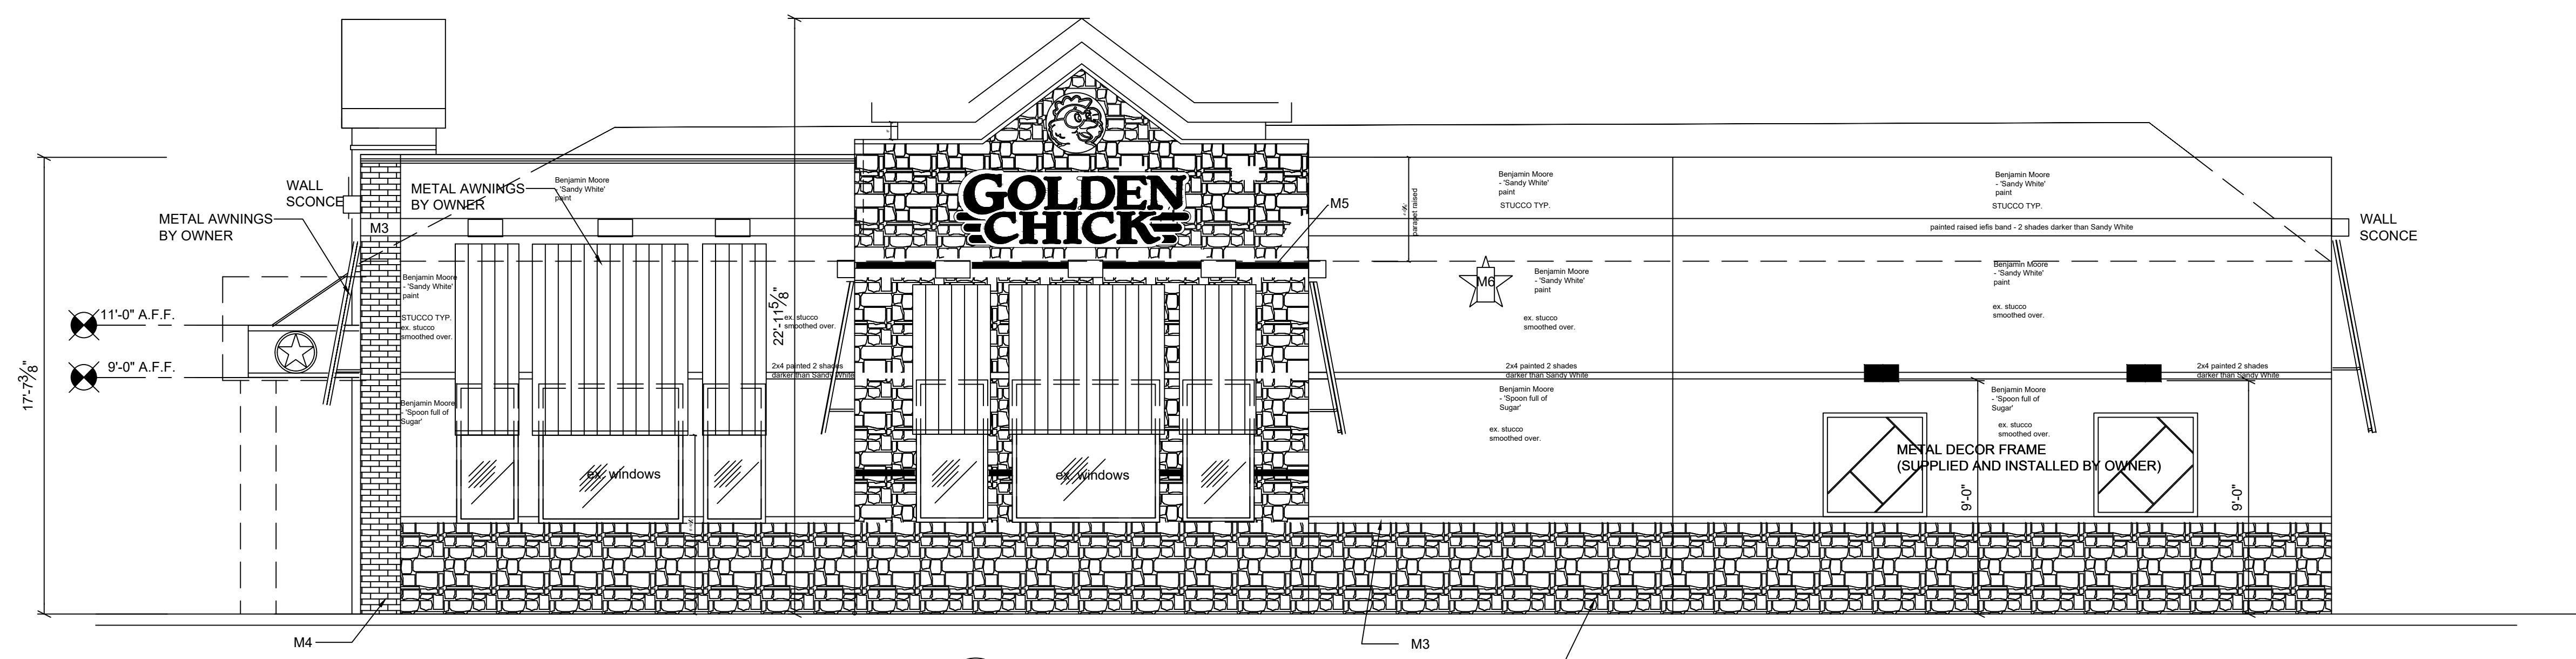 WALL
SCONCE
METAL AWNINGS
BY OWNER
METAL AWNINGS
BY OWNER
Benjamin Moore
- 'Sandy White'
paint
M3
11'-0" A.F.F.
9'-0" A.F.F.
17'-7 3/8"
Benjamin Moore
- 'Sandy White'
paint
STUCCO TYP.
ex. stucco
smoothed over.
Benjamin Moore
- 'Spoon full of
Sugar'
ex. windows
22'-11 5/8"
ex. stucco
smoothed over.
2x4 painted 2 shades
darker than Sandy White
GOLDEN
CHICK
ex. windows
M5
parapet raised
Benjamin Moore
- 'Sandy White'
paint
STUCCO TYP.
M6
Benjamin Moore
- 'Sandy White'
paint
ex. stucco
smoothed over.
2x4 painted 2 shades
darker than Sandy White
Benjamin Moore
- 'Spoon full of
Sugar'
ex. stucco
smoothed over.
Benjamin Moore
- 'Sandy White'
paint
STUCCO TYP.
painted raised iefis band - 2 shades darker than Sandy White
Benjamin Moore
- 'Sandy White'
paint
ex. stucco
smoothed over.
2x4 painted 2 shades
darker than Sandy White
Benjamin Moore
- 'Spoon full of
Sugar'
ex. stucco
smoothed over.
METAL DECOR FRAME
(SUPPLIED AND INSTALLED BY OWNER)
9'-0"
9'-0"
WALL
SCONCE
M4
M3